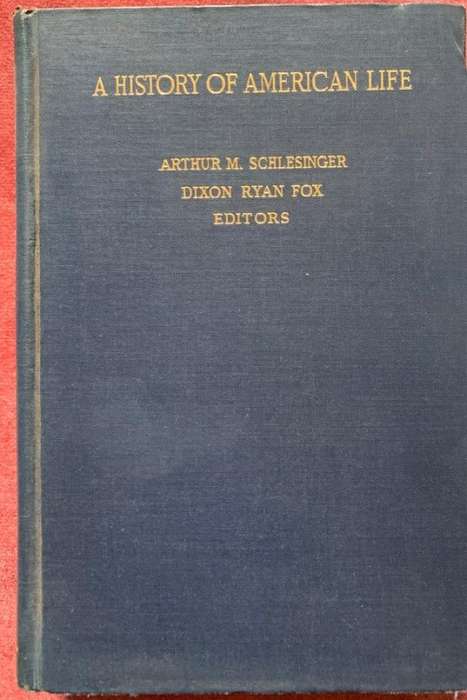 A HISTORY OF AMERICAN LIFE
ARTHUR M. SCHLESINGER
DIXON RYAN FOX
EDITORS